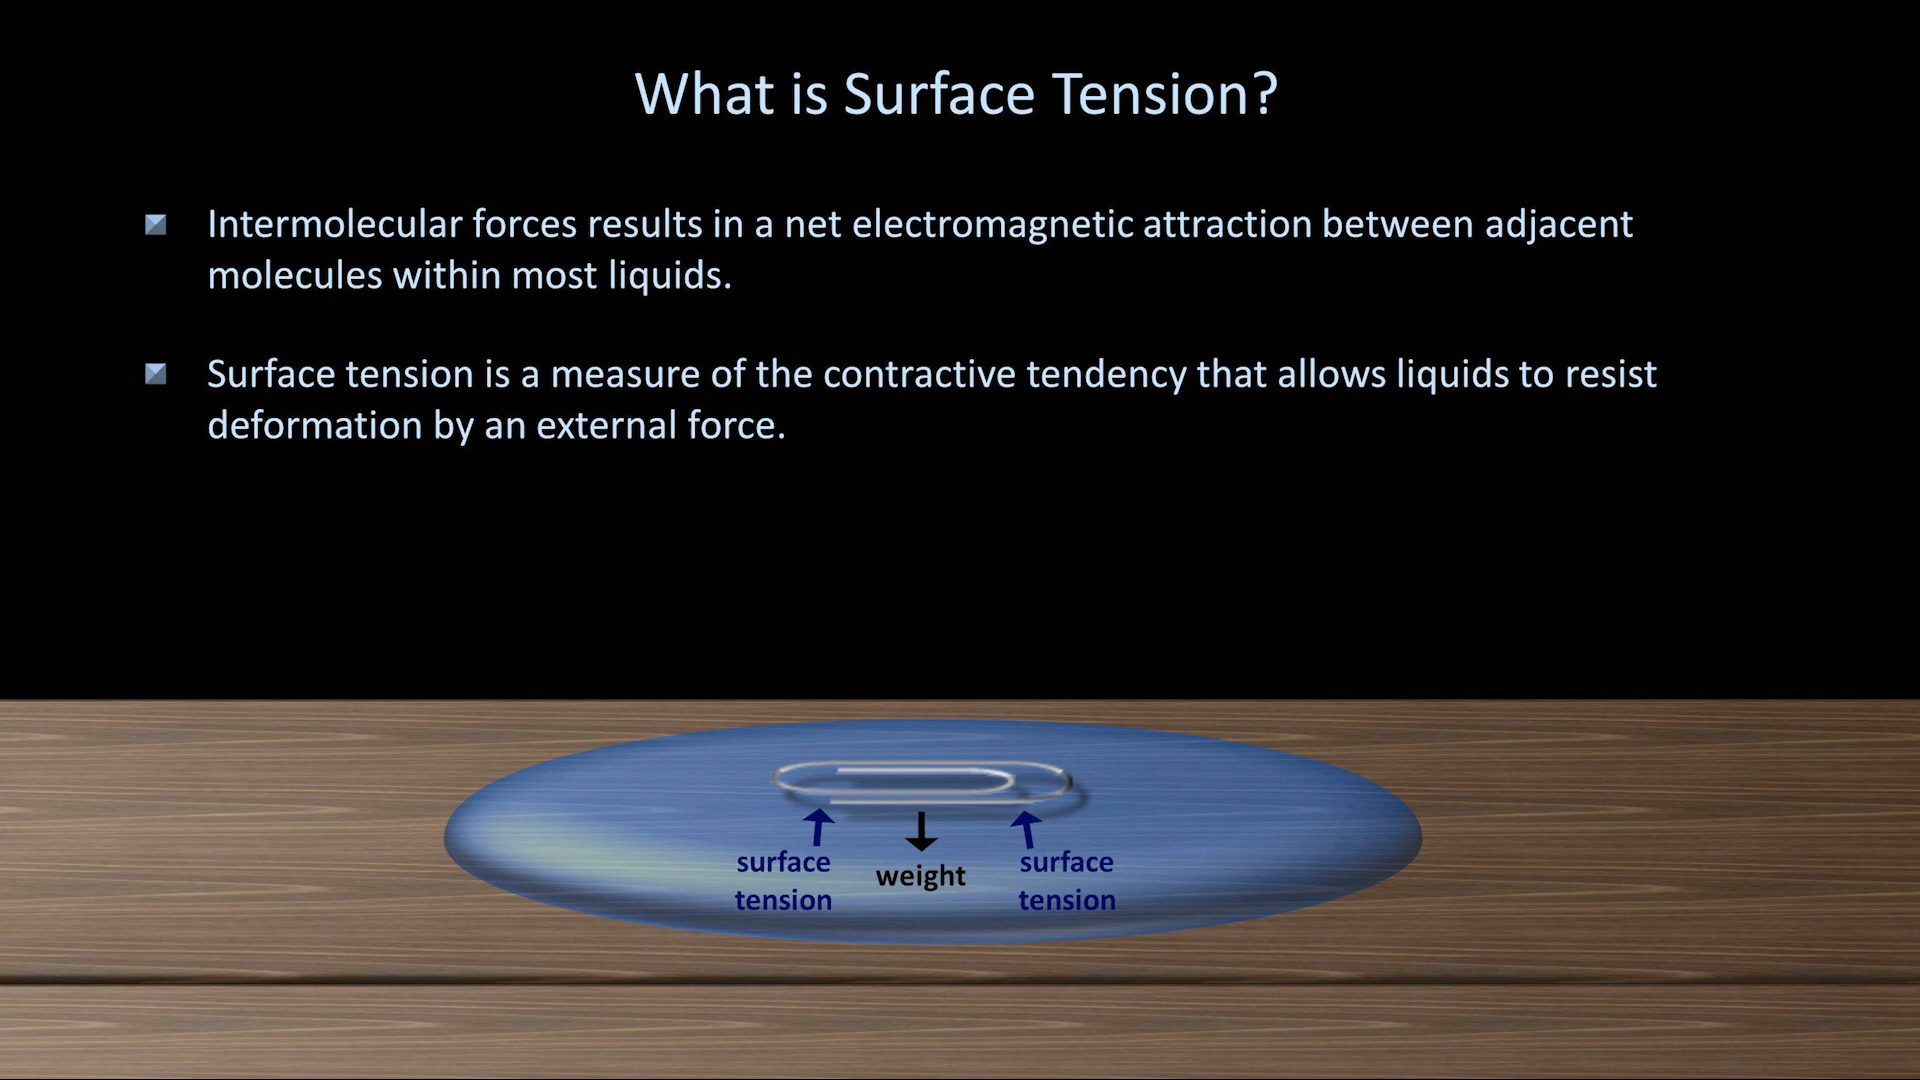 What is Surface Tension?
Intermolecular forces results in a net electromagnetic attraction between adjacent
molecules within most liquids.
Surface tension is a measure of the contractive tendency that allows liquids to resist
deformation by an external force.
surface
tension
weight
surface
tension